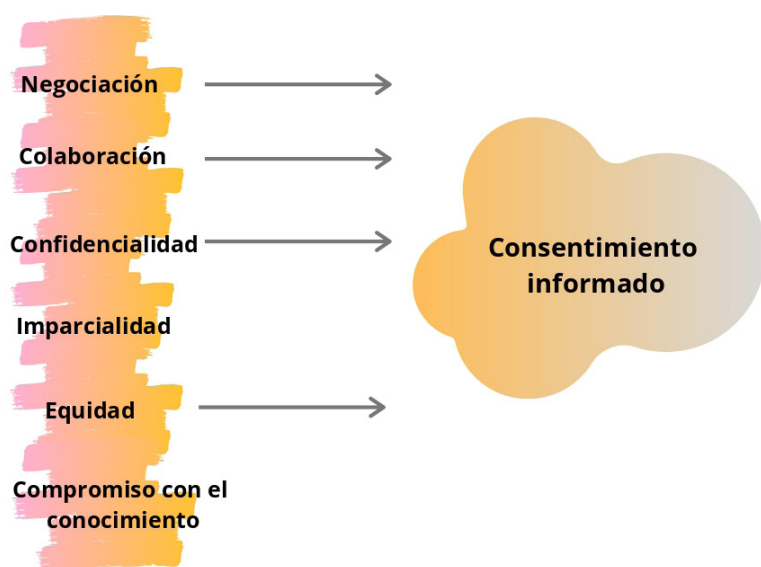 Negociación
Colaboración
Confidencialidad
Imparcialidad
Equidad
Compromiso con el
conocimiento
Consentimiento
informado